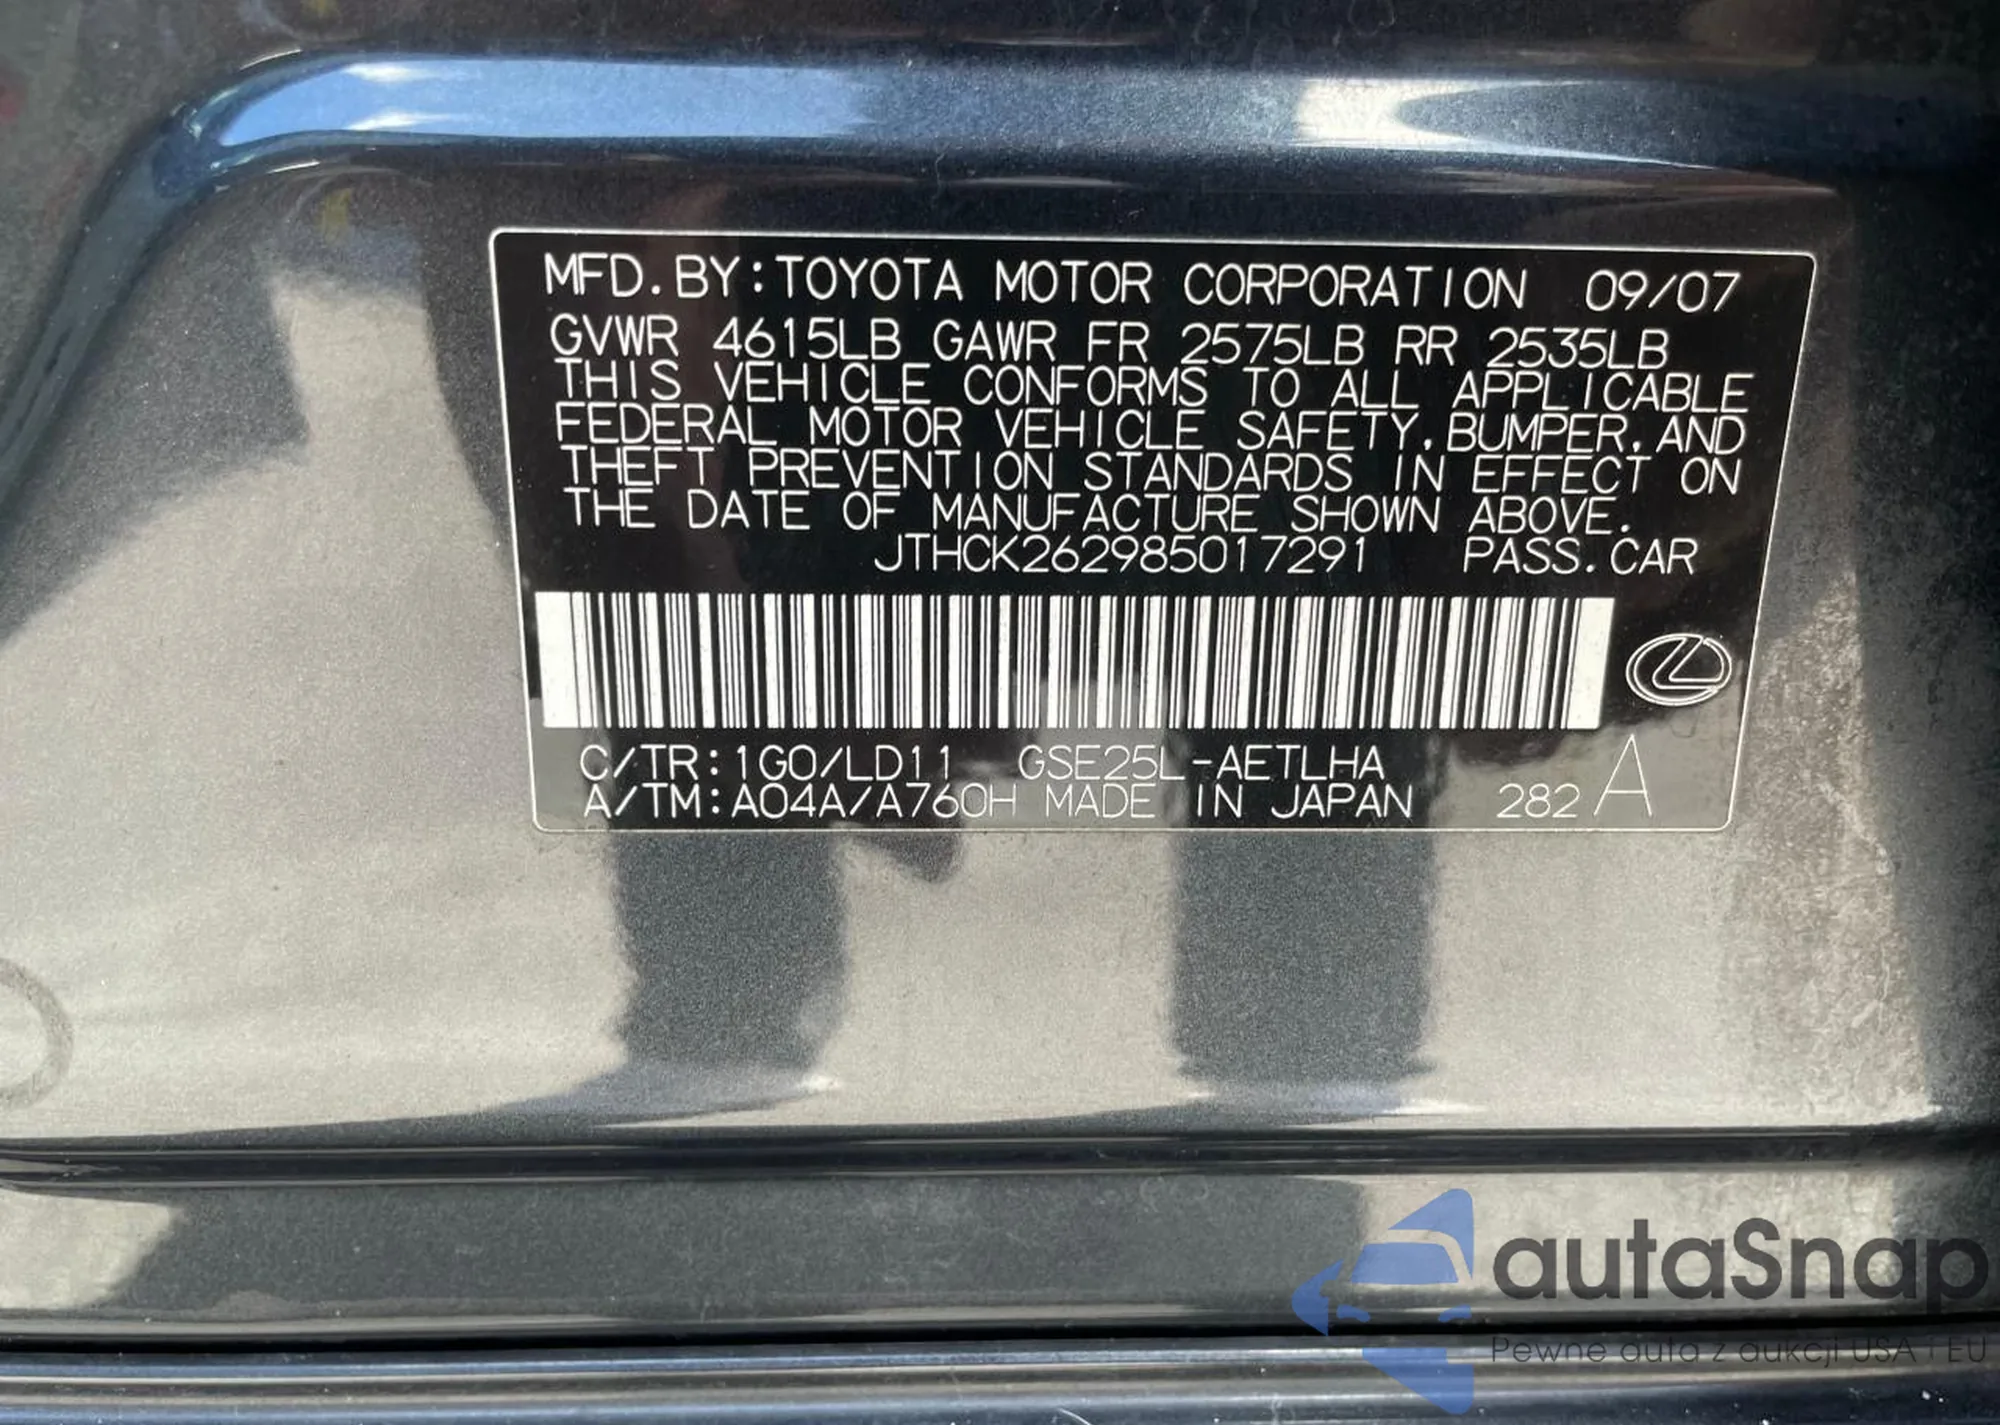 MFD. BY: TOYOTA MOTOR CORPORATION 09/07
GVWR 4615LB GAWR FR 2575LB RR 2535LB
THIS VEHICLE CONFORMS TO ALL APPLICABLE
FEDERAL MOTOR VEHICLE SAFETY, BUMPER, AND
THEFT PREVENTION STANDARDS IN EFFECT ON
THE DATE OF MANUFACTURE SHOWN ABOVE.
JTHCK262985017291 PASS. CAR
C/TR: 1G0/LD11 GSE25L-AETLHA
A/TM: A04A/A760H MADE IN JAPAN 282 A
autaSnap
Pewne auta z aukcji USA i EU